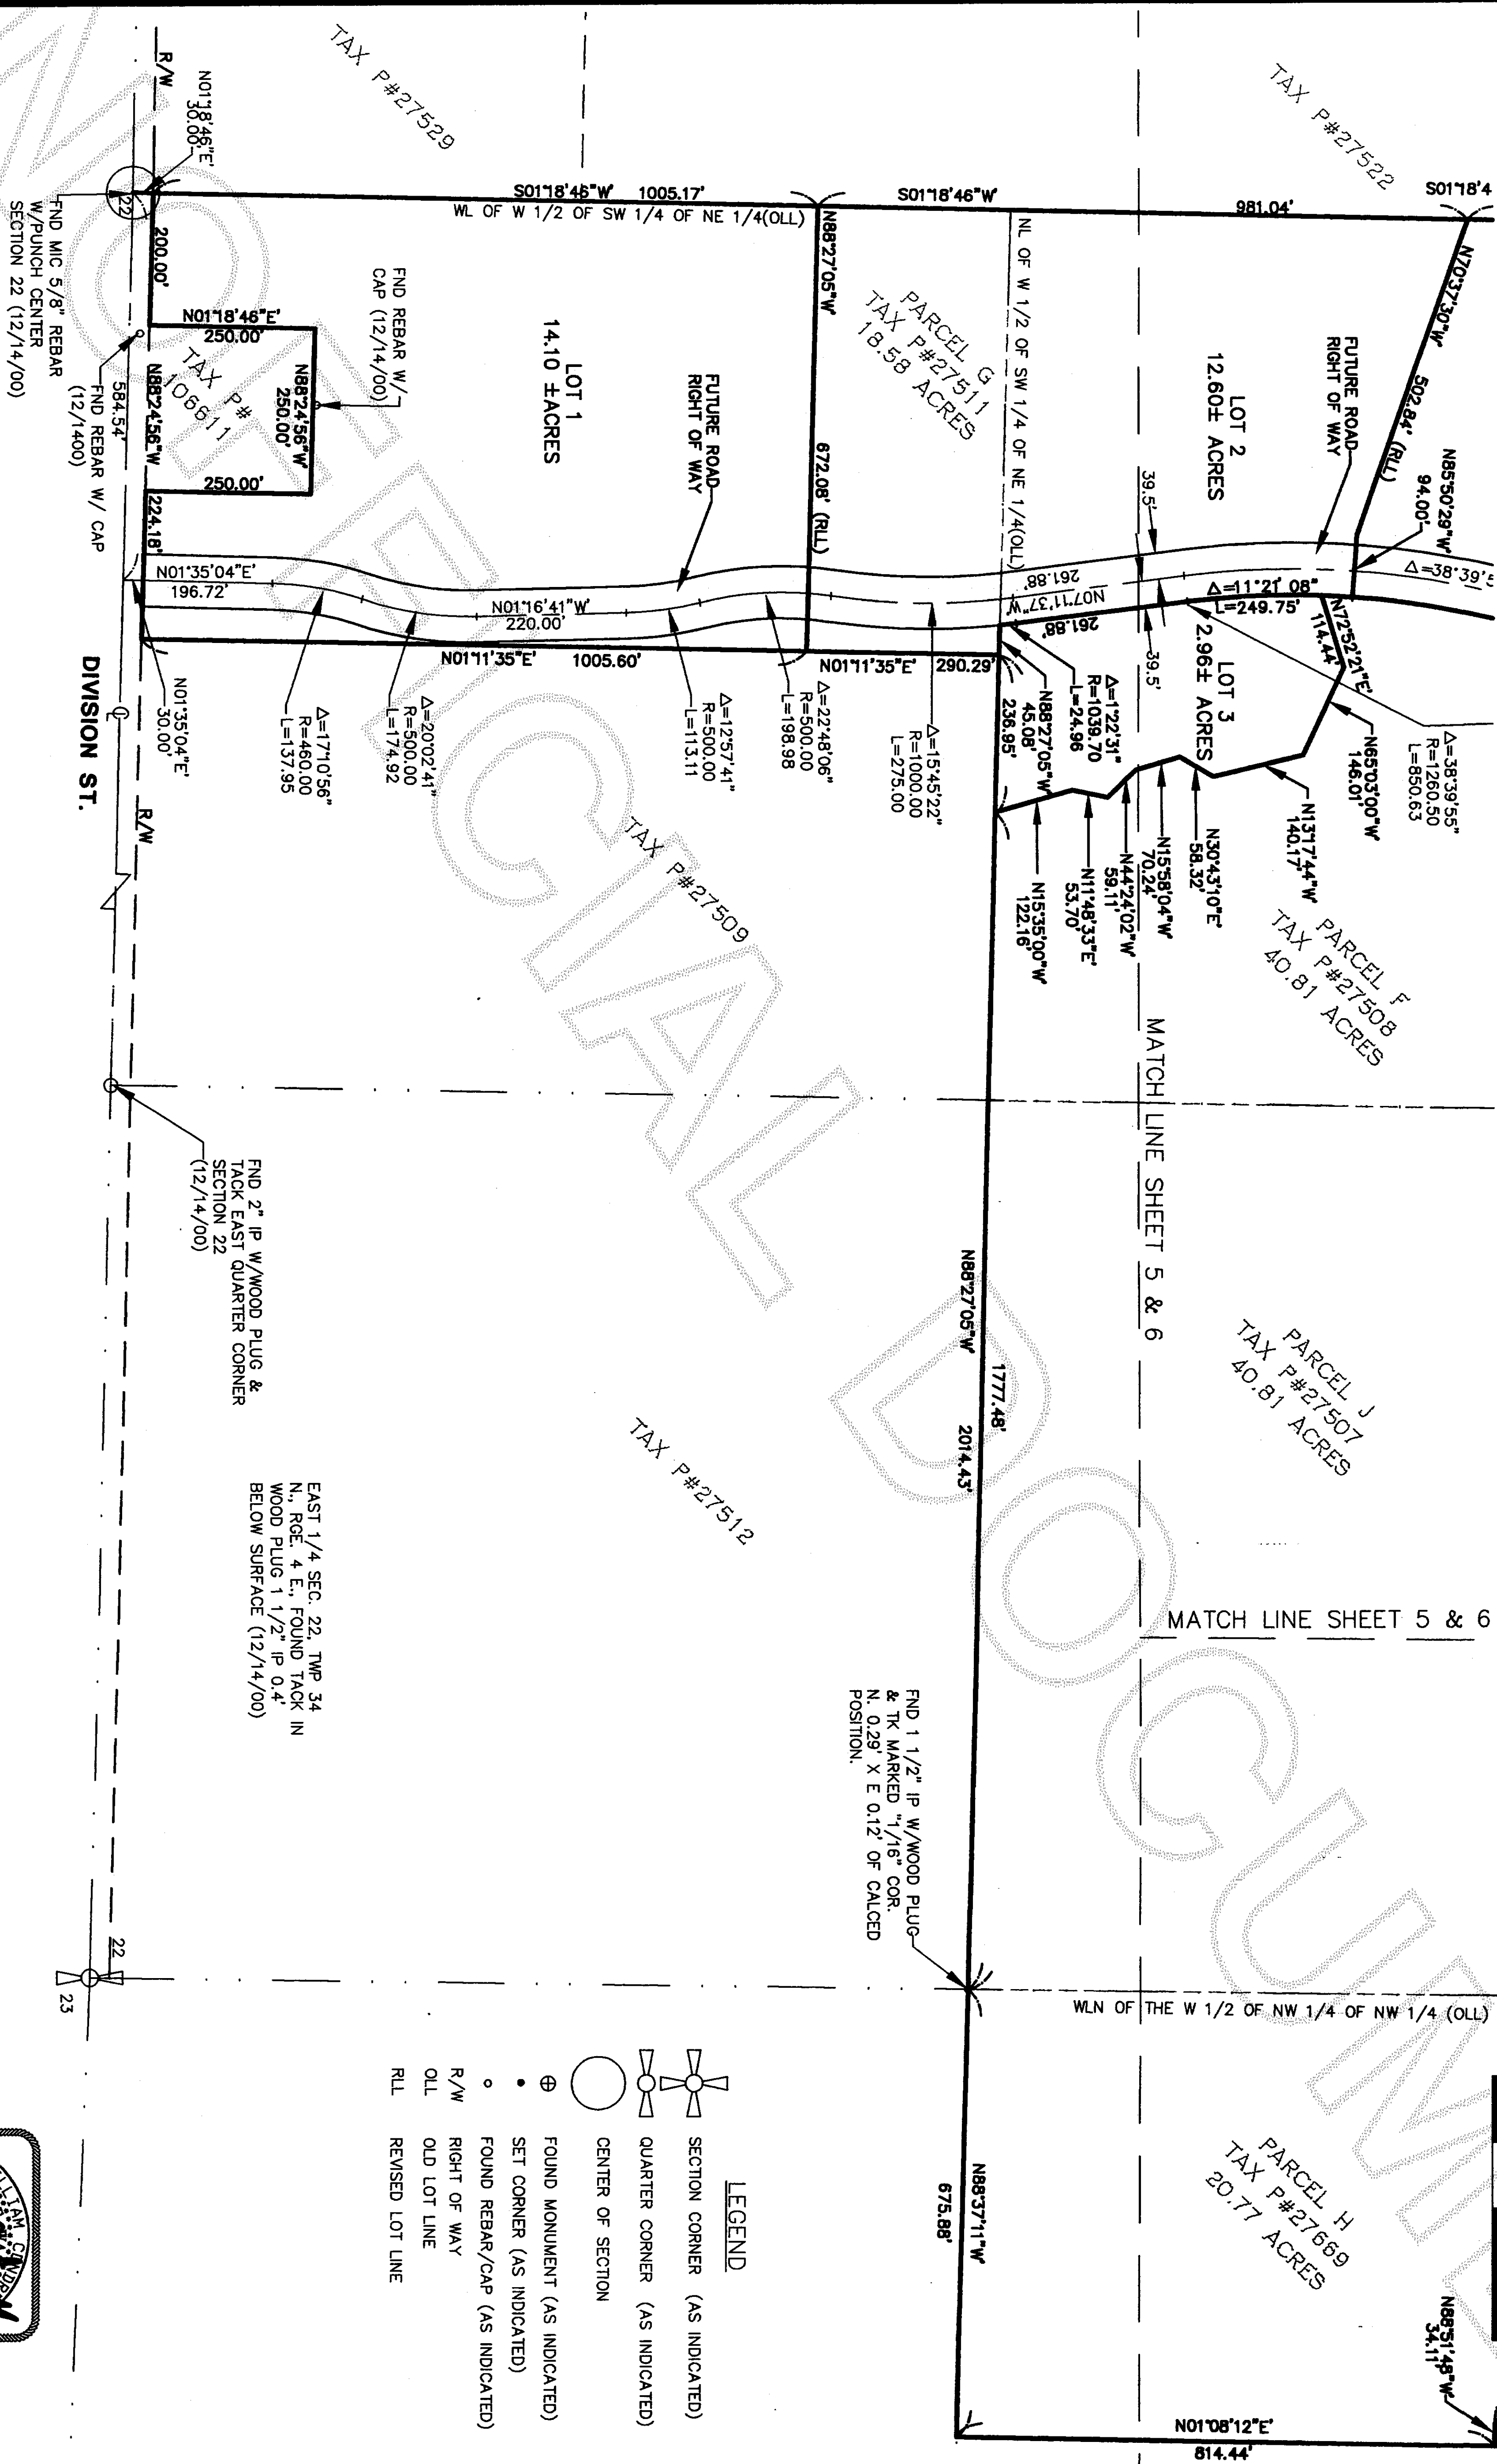 TAX P#27522
S01°18'4
981.04'
S01°18'46"W
S01°18'46"W 1005.17'
WL OF W 1/2 OF SW 1/4 OF NE 1/4(OLL)
TAX P#27529
R/W
N01°18'46"E'
30.00'
22
FND MIC 5/8" REBAR
W/PUNCH CENTER
SECTION 22 (12/14/00)
200.00'
N01°18'46"E'
250.00'
TAX P#
106611
N88°24'56"W'
250.00'
250.00'
FND REBAR W/
CAP (12/14/00)
N88°24'56"W'
584.54'
FND REBAR W/ CAP
(12/1400)
224.18'
LOT 1
14.10 ±ACRES
FUTURE ROAD
RIGHT OF WAY
N88°27'05"W'
672.08' (RLL)
PARCEL G
TAX P#27511
18.58 ACRES
NL OF W 1/2 OF SW 1/4 OF NE 1/4(OLL)
LOT 2
12.60± ACRES
FUTURE ROAD
RIGHT OF WAY
N70°37'30"W'
502.84' (RLL)
N85°50'29"W'
94.00'
Δ=38°39'5
39.5'
39.5'
261.88'
N07°11'37"W'
261.88'
Δ=11°21'08"
L=249.75'
N72°52'21"E'
114.44'
LOT 3
2.96± ACRES
Δ=38°39'55"
R=1260.50
L=850.63
N65°03'00"W'
146.01'
N13°17'44"W'
140.17'
N30°43'10"E'
58.32'
N15°58'04"W'
70.24'
N44°24'02"W'
59.11'
N11°48'33"E'
53.70'
N15°35'00"W'
122.16'
Δ=1°22'31"
R=1039.70
L=24.96
N88°27'05"W'
45.08'
236.95'
N01°11'35"E' 290.29'
N01°11'35"E' 1005.60'
N01°16'41"W'
220.00'
N01°35'04"E'
196.72'
Δ=15°45'22"
R=1000.00
L=275.00
Δ=22°48'06"
R=500.00
L=198.98
Δ=12°57'41"
R=500.00
L=113.11
Δ=20°02'41"
R=500.00
L=174.92
Δ=17°10'56"
R=460.00
L=137.95
N01°35'04"E'
30.00'
DIVISION ST.
R/W
PARCEL F
TAX P#27508
40.81 ACRES
TAX P#27509
MATCH LINE SHEET 5 & 6
PARCEL J
TAX P#27507
40.81 ACRES
N88°27'05"W'
1777.48'
2014.43'
TAX P#27512
FND 2" IP W/WOOD PLUG &
TACK EAST QUARTER CORNER
SECTION 22
(12/14/00)
EAST 1/4 SEC. 22, TWP 34
N., RGE. 4 E., FOUND TACK IN
WOOD PLUG 1 1/2" IP 0.4'
BELOW SURFACE (12/14/00)
MATCH LINE SHEET 5 & 6
FND 1 1/2" IP W/WOOD PLUG
& TK MARKED "1/16" COR.
N. 0.29' X E 0.12' OF CALCED
POSITION.
WLN OF THE W 1/2 OF NW 1/4 OF NW 1/4 (OLL)
22
23
PARCEL H
TAX P#27669
20.77 ACRES
N88°37'11"W'
675.88'
N88°51'48"W'
34.11'
N01°08'12"E'
814.44'
LEGEND
SECTION CORNER (AS INDICATED)
QUARTER CORNER (AS INDICATED)
CENTER OF SECTION
FOUND MONUMENT (AS INDICATED)
SET CORNER (AS INDICATED)
FOUND REBAR/CAP (AS INDICATED)
R/W RIGHT OF WAY
OLL OLD LOT LINE
RLL REVISED LOT LINE
UNOFFICIAL DOCUME